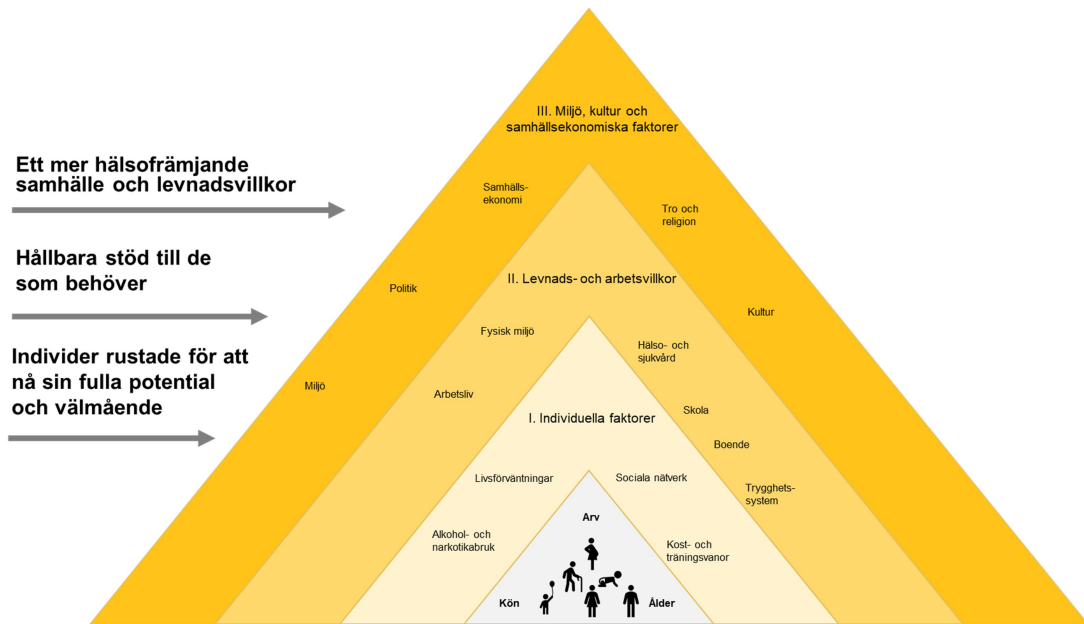 Ett mer hälsofrämjande
samhälle och levnadsvillkor
Hållbara stöd till de
som behöver
Individer rustade för att
nå sin fulla potential
och välmående
III. Miljö, kultur och
samhällsekonomiska faktorer
Samhälls-
ekonomi
Tro och
religion
Politik
Kultur
Miljö
II. Levnads- och arbetsvillkor
Fysisk miljö
Hälso- och
sjukvård
Arbetsliv
Skola
Boende
Trygghets-
system
I. Individuella faktorer
Livsförväntningar
Sociala nätverk
Alkohol- och
narkotikabruk
Kost- och
träningsvanor
Arv
Kön
Ålder